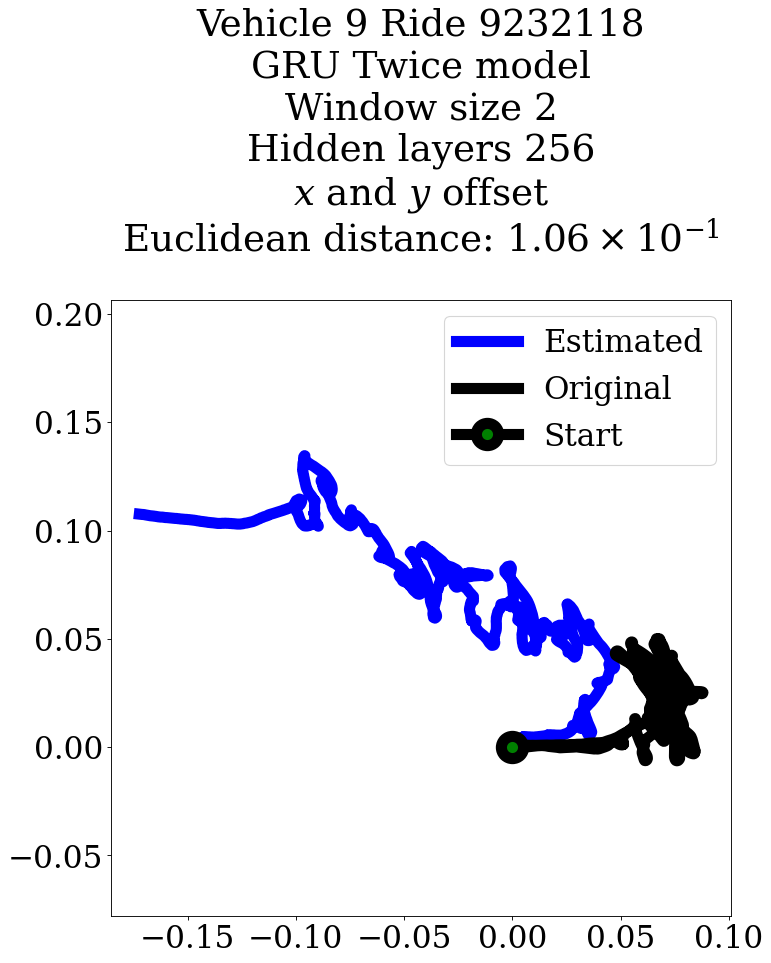 Vehicle 9 Ride 9232118
GRU Twice model
Window size 2
Hidden layers 256
x and y offset
Euclidean distance: 1.06 × 10⁻¹
Estimated
Original
Start
0.20
0.15
0.10
0.05
0.00
−0.05
−0.15 −0.10 −0.05 0.00 0.05 0.10